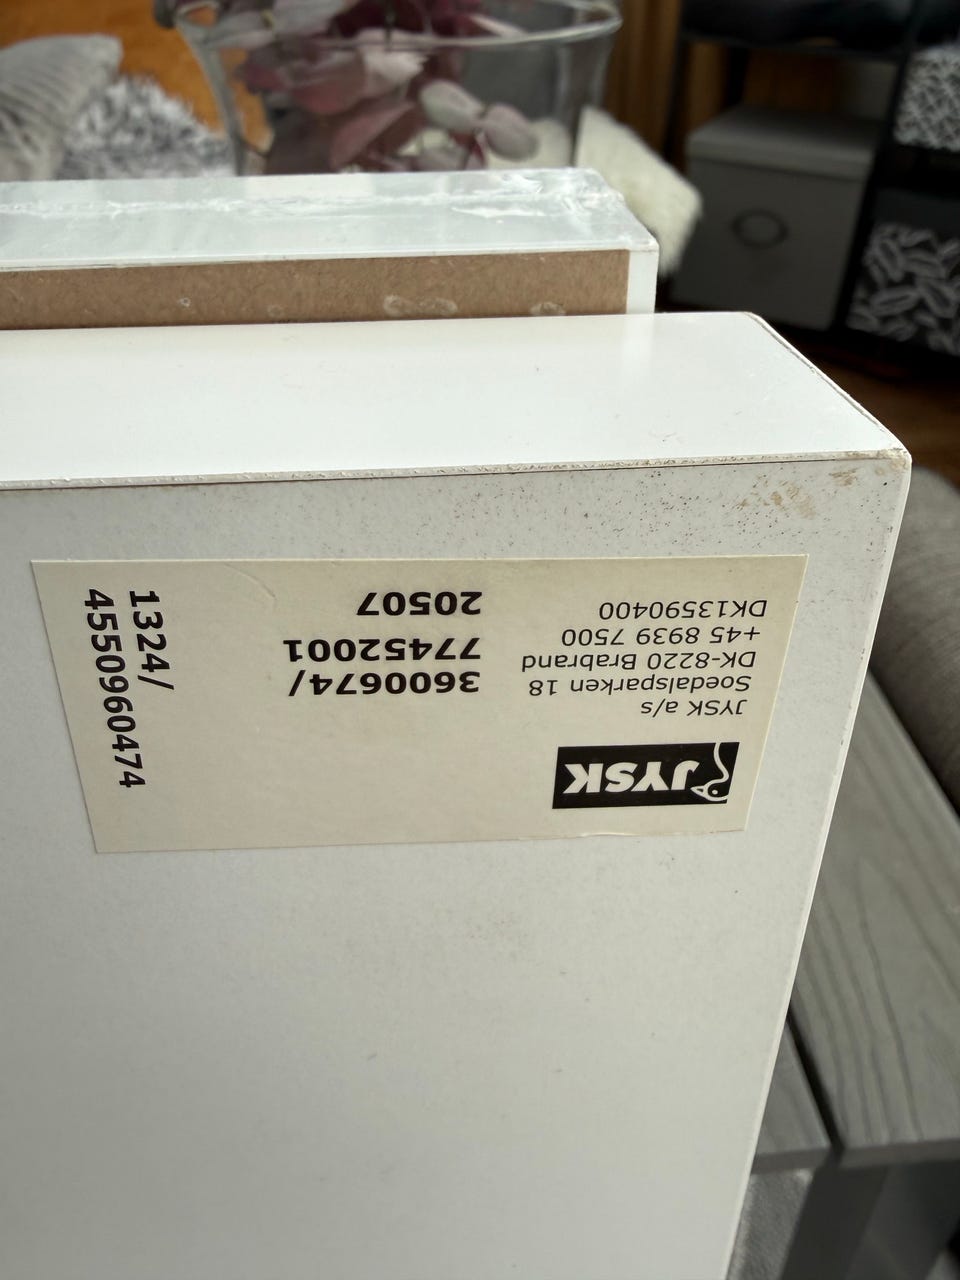 JYSK
JYSK a/s
Soedalsparken 18
DK-8220 Brabrand
+45 8939 7500
DK13590400
3600674/
77452001
20507
1324/
4550960474